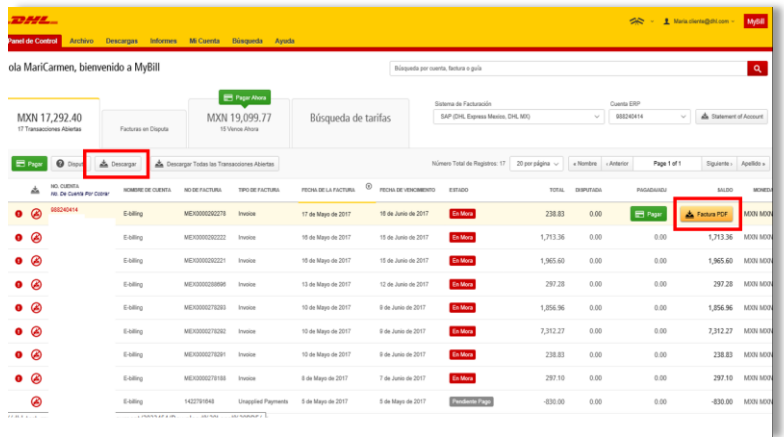 DHL
Maria.cliente@dhl.com
MyBill
Panel de Control Archivo Descargas Informes Mi Cuenta Búsqueda Ayuda
ola MariCarmen, bienvenido a MyBill
Búsqueda por cuenta, factura o guía
Pagar Ahora
MXN 17,292.40
17 Transacciones Abiertas
Facturas en Disputa
MXN 19,099.77
16 Vence Ahora
Búsqueda de tarifas
Sistema de Facturación
SAP (DHL Express Mexico, DHL MX)
Cuenta ERP
988240414
Statement of Account
Pagar Disputa Descargar Descargar Todas las Transacciones Abiertas Número Total de Registros: 17 20 por página « Nombre ‹ Anterior Page 1 of 1 Siguiente › Apellido »
NO. CUENTA
No. De Cuenta Por Cobrar
NOMBRE DE CUENTA NO DE FACTURA TIPO DE FACTURA FECHA DE LA FACTURA FECHA DE VENCIMIENTO ESTADO TOTAL DISPUTADA PAGADA/ADJ SALDO MONEDA
988240414 E-billing MEX0000292278 Invoice 17 de Mayo de 2017 16 de Junio de 2017 En Mora 238.83 0.00 Pagar Factura PDF MXN MXN
E-billing MEX0000292222 Invoice 16 de Mayo de 2017 15 de Junio de 2017 En Mora 1,713.36 0.00 0.00 1,713.36 MXN MXN
E-billing MEX0000292221 Invoice 16 de Mayo de 2017 15 de Junio de 2017 En Mora 1,965.60 0.00 0.00 1,965.60 MXN MXN
E-billing Invoice 13 de Mayo de 2017 12 de Junio de 2017 En Mora 297.28 0.00 0.00 297.28 MXN MXN
E-billing MEX0000278293 Invoice 10 de Mayo de 2017 9 de Junio de 2017 En Mora 1,856.96 0.00 0.00 1,856.96 MXN MXN
E-billing MEX0000278292 Invoice 10 de Mayo de 2017 9 de Junio de 2017 En Mora 7,312.27 0.00 0.00 7,312.27 MXN MXN
E-billing MEX0000278291 Invoice 10 de Mayo de 2017 9 de Junio de 2017 En Mora 238.83 0.00 0.00 238.83 MXN MXN
E-billing MEX0000278188 Invoice 8 de Mayo de 2017 7 de Junio de 2017 En Mora 297.10 0.00 0.00 297.10 MXN MXN
E-billing 1422791848 Unapplied Payments 5 de Mayo de 2017 5 de Mayo de 2017 Pendiente Pago -830.00 0.00 0.00 -830.00 MXN MXN